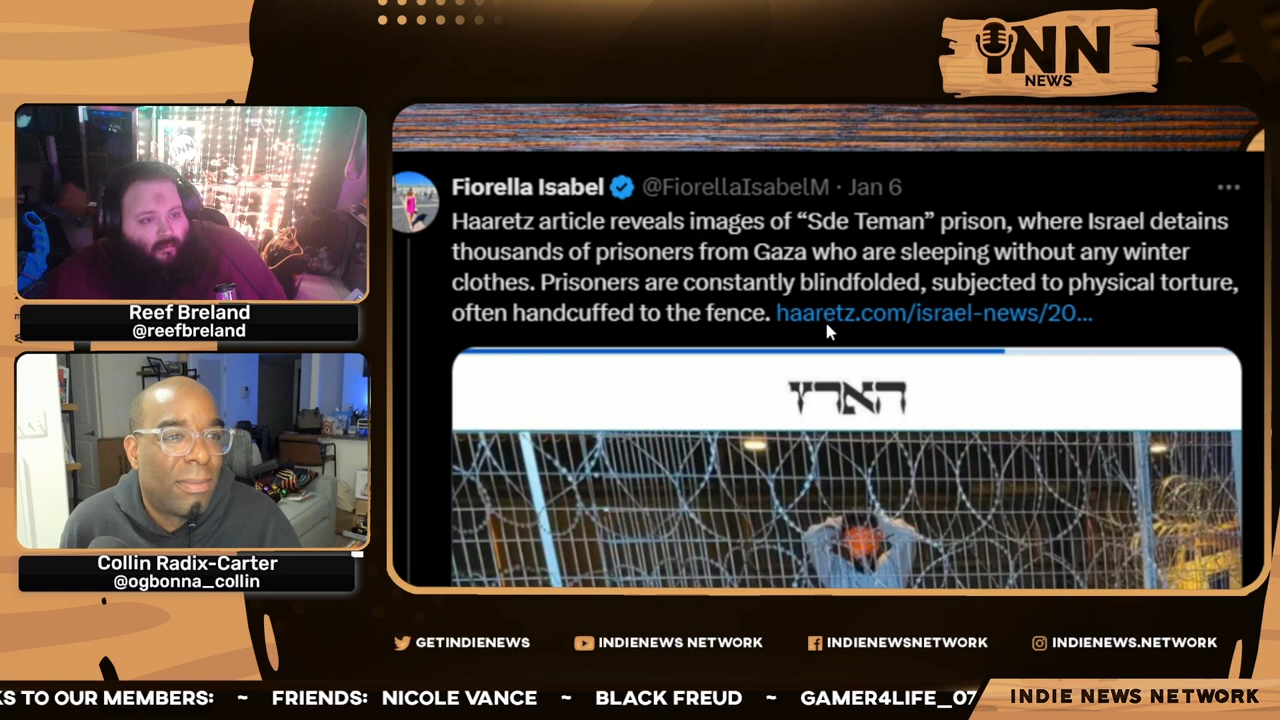 INN
NEWS
Fiorella Isabel @FiorellaIsabelM · Jan 6
Haaretz article reveals images of “Sde Teman” prison, where Israel detains
thousands of prisoners from Gaza who are sleeping without any winter
clothes. Prisoners are constantly blindfolded, subjected to physical torture,
often handcuffed to the fence. haaretz.com/israel-news/20...
הארץ
Reef Breland
@reefbreland
Collin Radix-Carter
@ogbonna_collin
GETINDIENEWS
INDIENEWS NETWORK
INDIENEWSNETWORK
INDIENEWS.NETWORK
KS TO OUR MEMBERS: ~ FRIENDS: NICOLE VANCE ~ BLACK FREUD ~ GAMER4LIFE_07
INDIE NEWS NETWORK